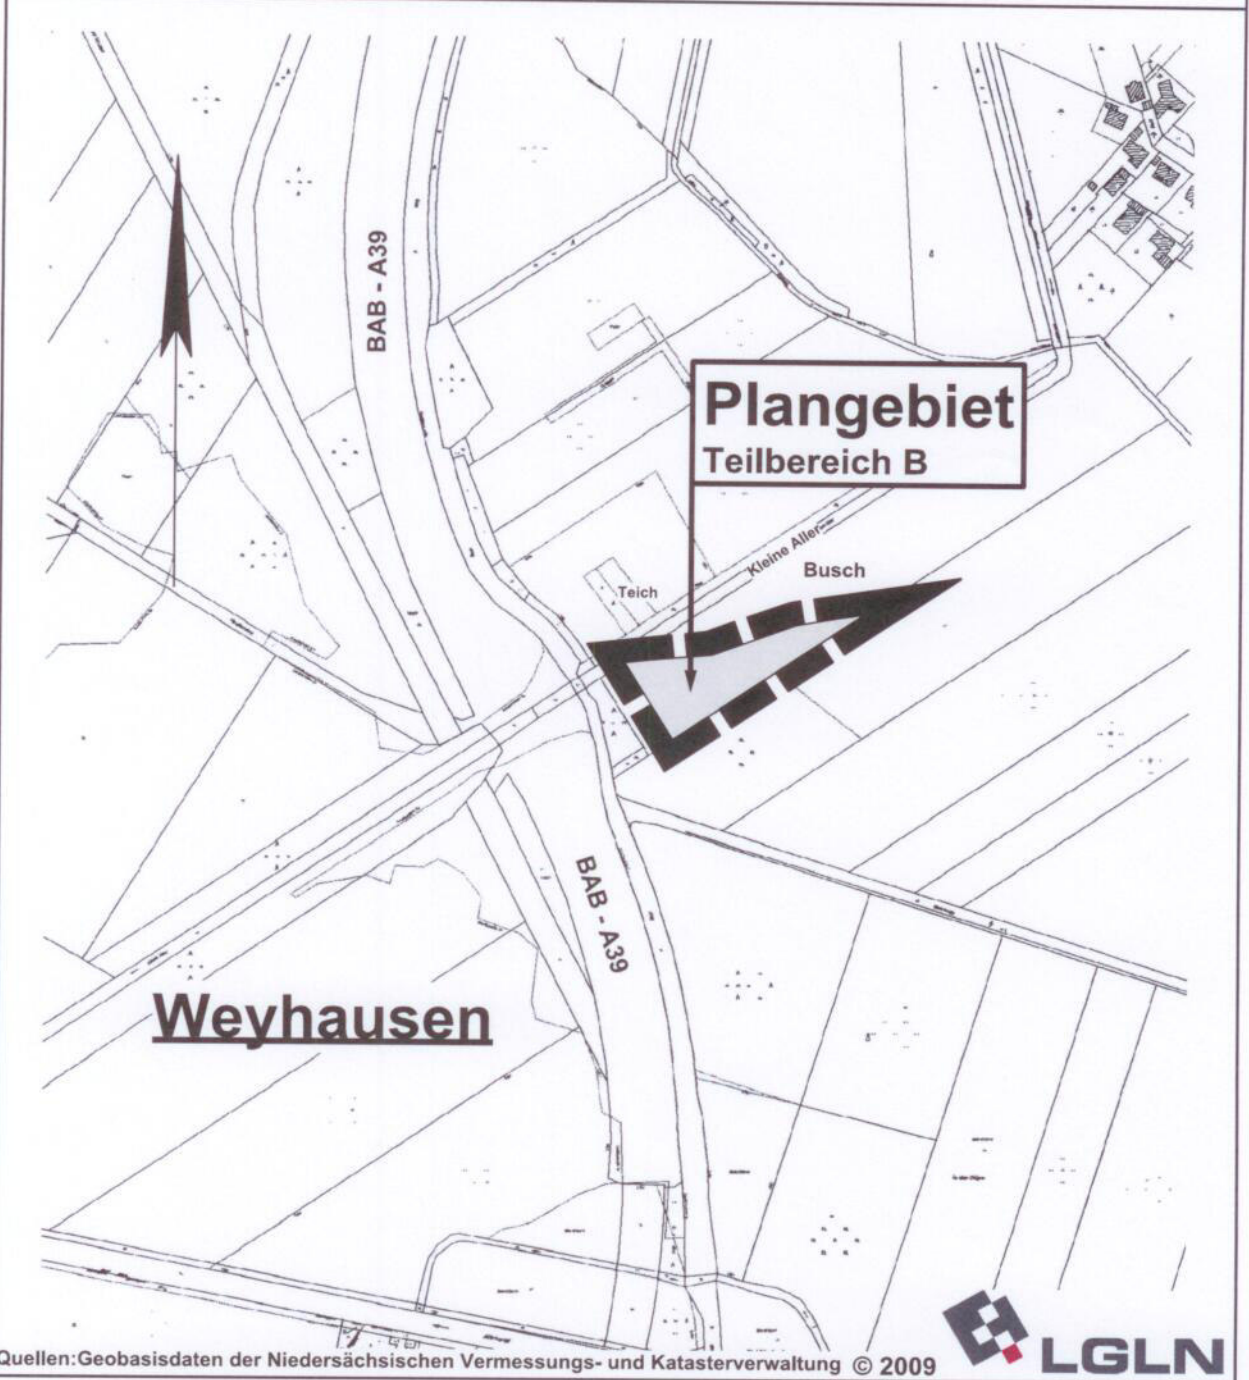 BAB - A39
Plangebiet
Teilbereich B
Kleine Aller
Busch
Teich
BAB - A39
Weyhausen
Quellen:Geobasisdaten der Niedersächsischen Vermessungs- und Katasterverwaltung © 2009
LGLN